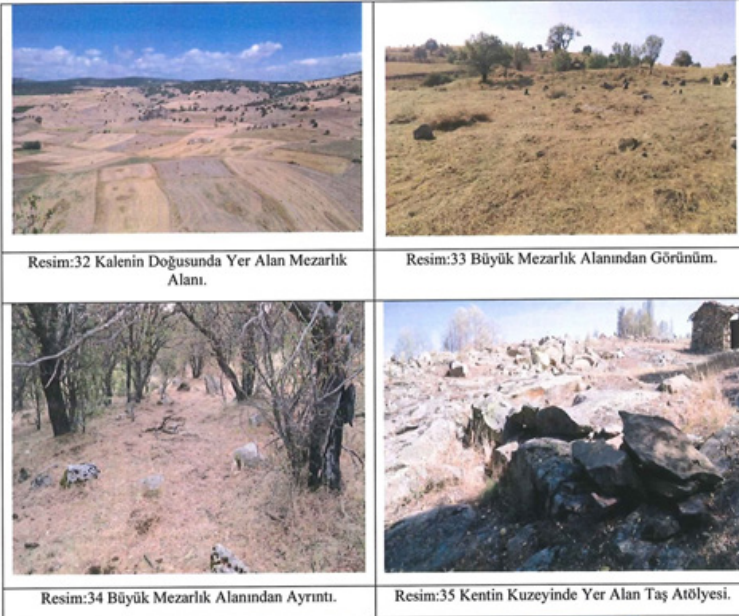 Resim:32 Kalenin Doğusunda Yer Alan Mezarlık
Alanı.
Resim:33 Büyük Mezarlık Alanından Görünüm.
Resim:34 Büyük Mezarlık Alanından Ayrıntı.
Resim:35 Kentin Kuzeyinde Yer Alan Taş Atölyesi.